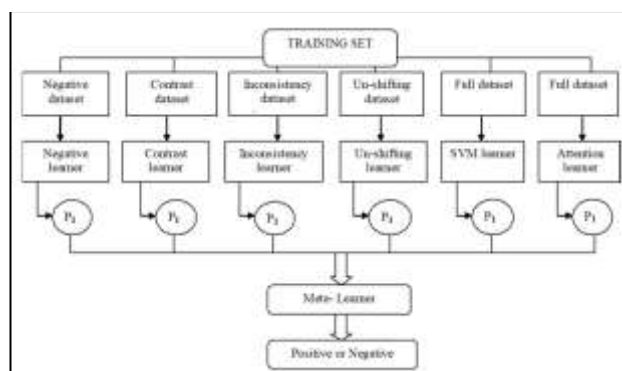 TRAINING SET
Negative
dataset
Contrast
dataset
Inconsistency
dataset
Un-shifting
dataset
Full dataset
Full dataset
Negative
learner
Contrast
learner
Inconsistency
learner
Un-shifting
learner
SVM learner
Attention
learner
Meta- Learner
Positive or Negative